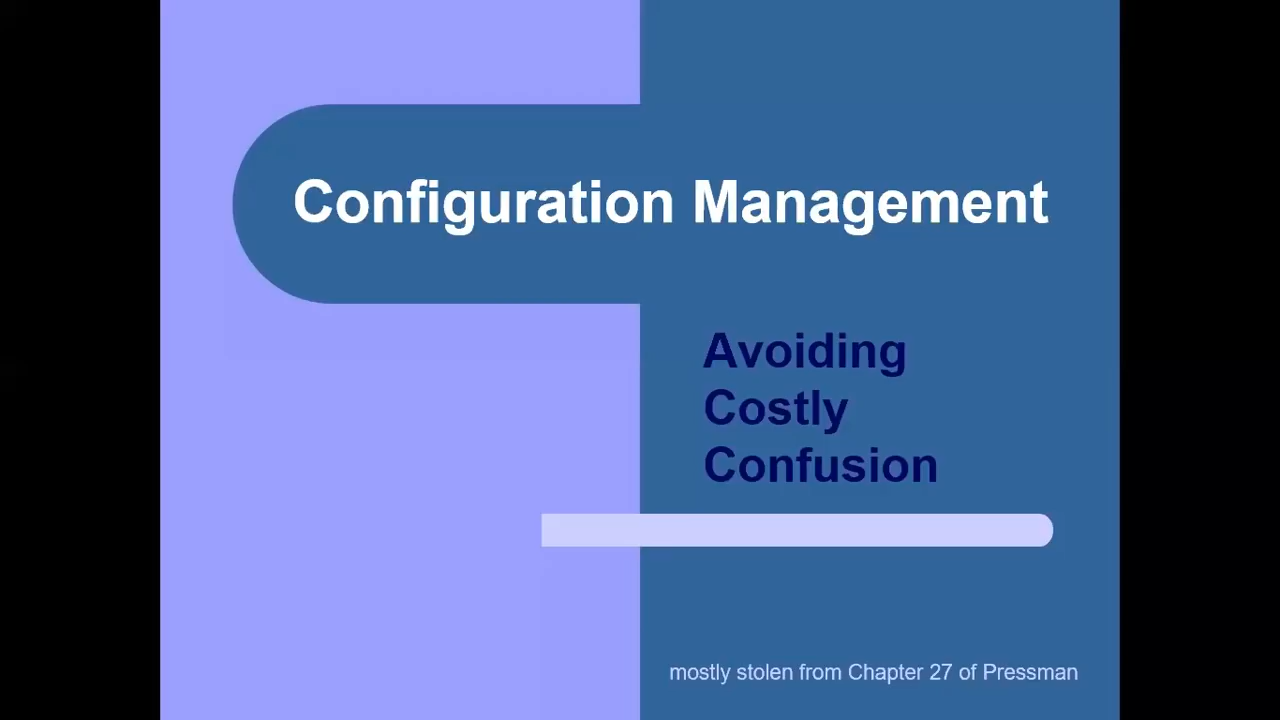 Configuration Management
Avoiding
Costly
Confusion
mostly stolen from Chapter 27 of Pressman